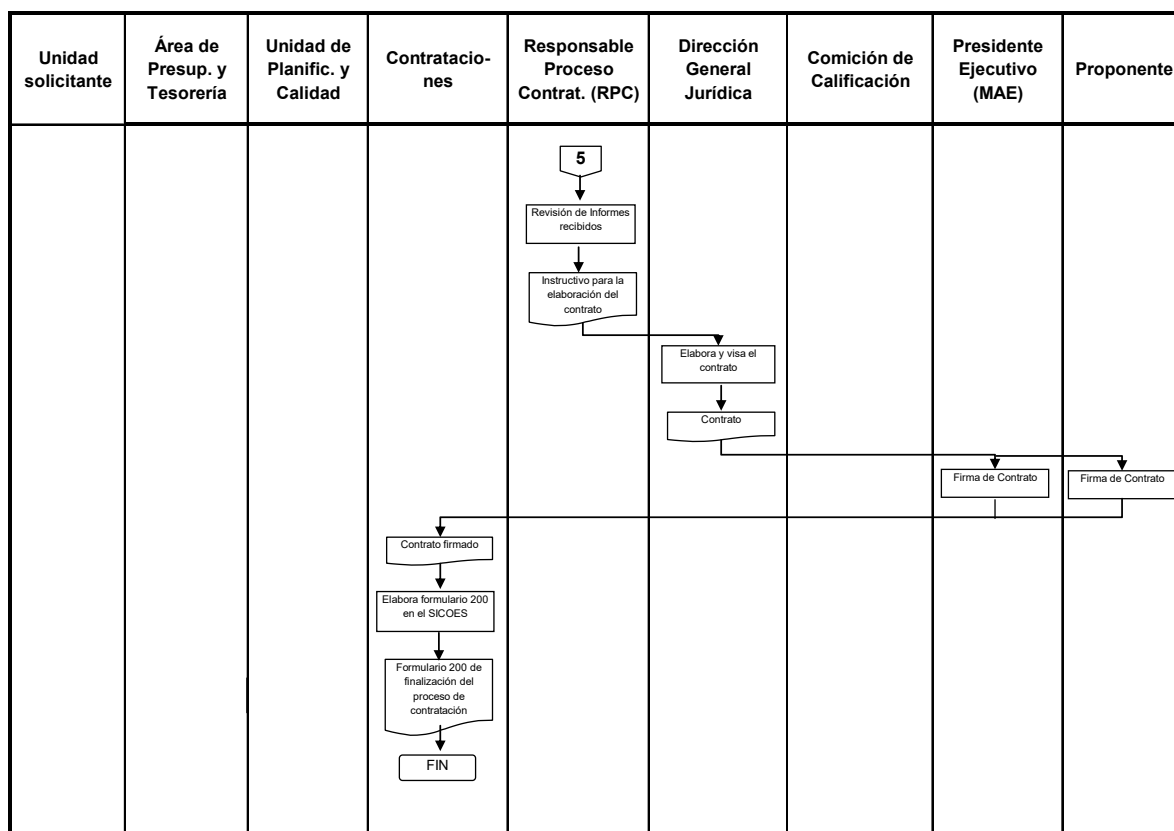 Unidad
solicitante
Área de
Presup. y
Tesorería
Unidad de
Planific. y
Calidad
Contratacio-
nes
Responsable
Proceso
Contrat. (RPC)
Dirección
General
Jurídica
Comición de
Calificación
Presidente
Ejecutivo
(MAE)
Proponente
5
Revisión de Informes
recibidos
Instructivo para la
elaboración del
contrato
Elabora y visa el
contrato
Contrato
Firma de Contrato
Firma de Contrato
Contrato firmado
Elabora formulario 200
en el SICOES
Formulario 200 de
finalización del
proceso de
contratación
FIN